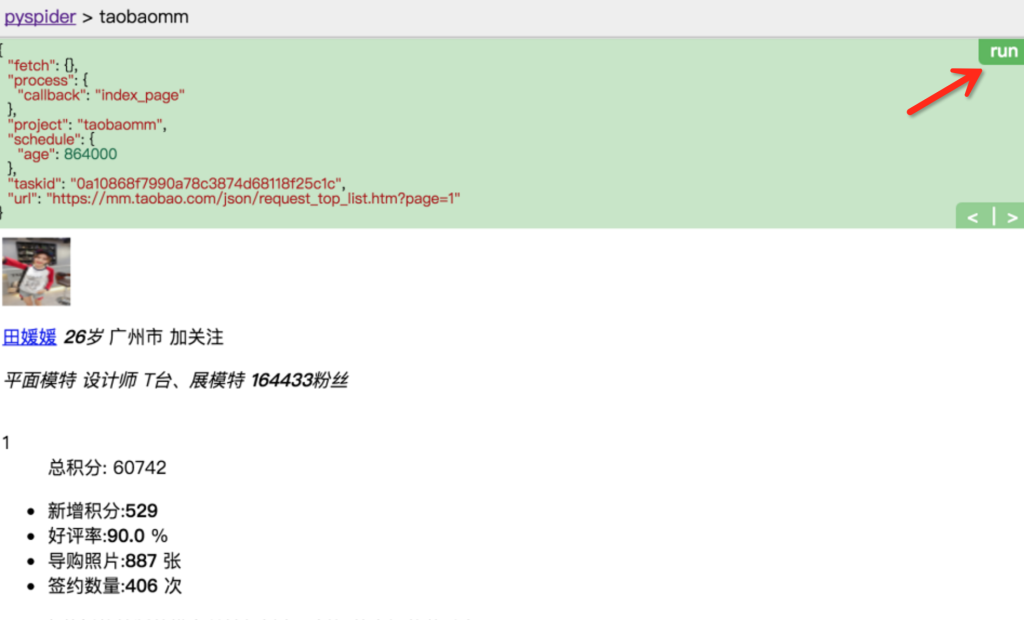 pyspider > taobaomm
{
run
"fetch": {},
"process": {
"callback": "index_page"
},
"project": "taobaomm",
"schedule": {
"age": 864000
},
"taskid": "0a10868f7990a78c3874d68118f25c1c",
"url": "https://mm.taobao.com/json/request_top_list.htm?page=1"
}
< | >
田媛媛 26岁 广州市 加关注
平面模特 设计师 T台、展模特 164433粉丝
1
总积分: 60742
• 新增积分:529
• 好评率:90.0 %
• 导购照片:887 张
• 签约数量:406 次